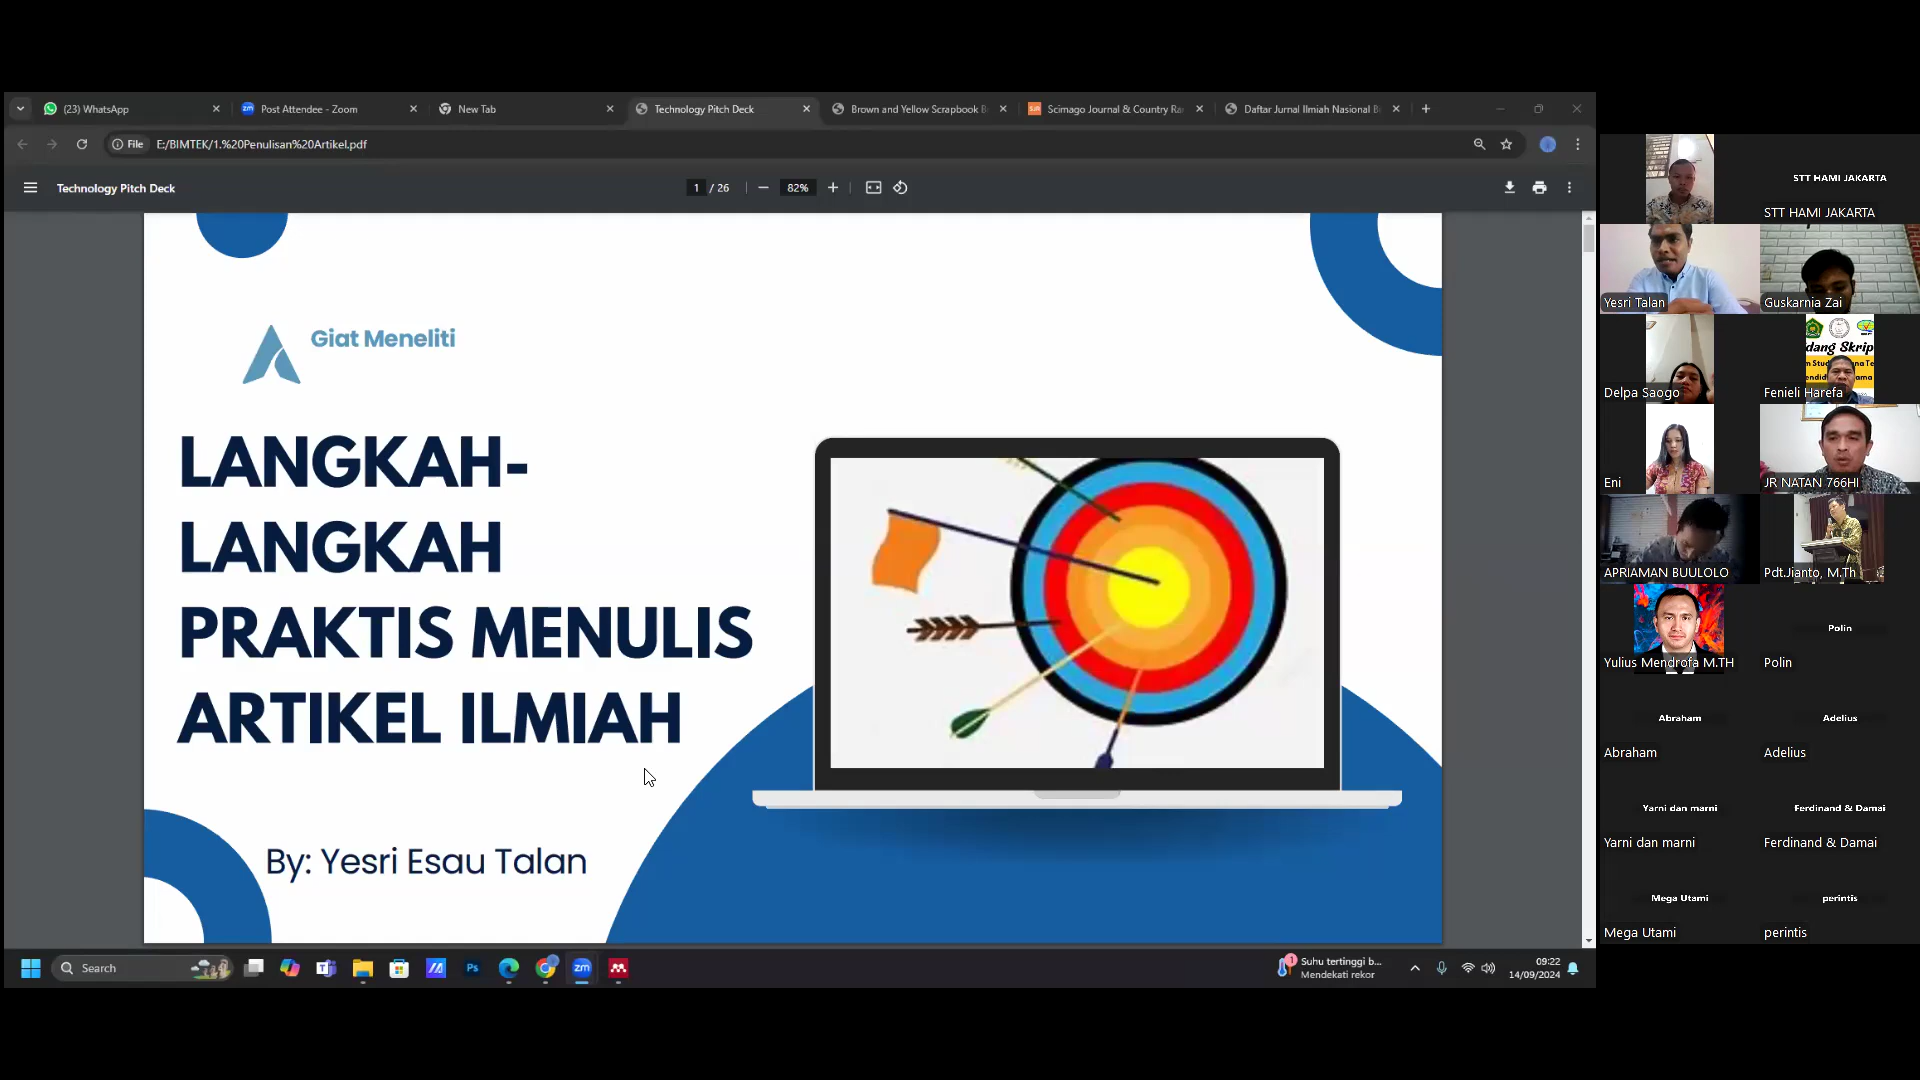 (23) WhatsApp
Post Attendee - Zoom
New Tab
Technology Pitch Deck
Brown and Yellow Scrapbook B
Scimago Journal & Country Ra
Daftar Jurnal Ilmiah Nasional B
File
E:/BIMTEK/1.%20Penulisan%20Artikel.pdf
Technology Pitch Deck
1 / 26
82%
Giat Meneliti
LANGKAH-
LANGKAH
PRAKTIS MENULIS
ARTIKEL ILMIAH
By: Yesri Esau Talan
STT HAMI JAKARTA
STT HAMI JAKARTA
Yesri Talan
Guskarnia Zai
dang Skrip
Delpa Saogo
Fenieli Harefa
Eni
JR NATAN 766HI
APRIAMAN BUULOLO
Pdt.Jianto, M.Th
Yulius Mendrofa M.TH
Polin
Polin
Abraham
Adelius
Abraham
Adelius
Yarni dan marni
Ferdinand & Damai
Yarni dan marni
Ferdinand & Damai
Mega Utami
perintis
Mega Utami
perintis
Search
Ps
zm
1
Suhu tertinggi b...
Mendekati rekor
09:22
14/09/2024